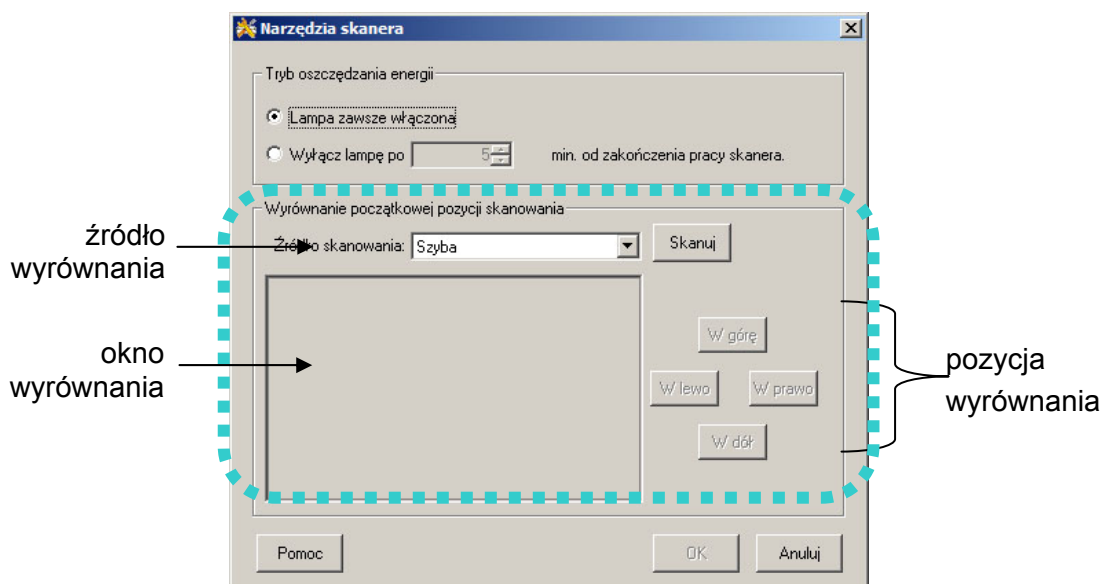 Narzędzia skanera
Tryb oszczędzania energii
Lampa zawsze włączona
Wyłącz lampę po 5 min. od zakończenia pracy skanera.
Wyrównanie początkowej pozycji skanowania
źródło
wyrównania
Źródło skanowania: Szyba Skanuj
okno
wyrównania
W górę
W lewo W prawo
W dół
pozycja
wyrównania
Pomoc OK Anuluj